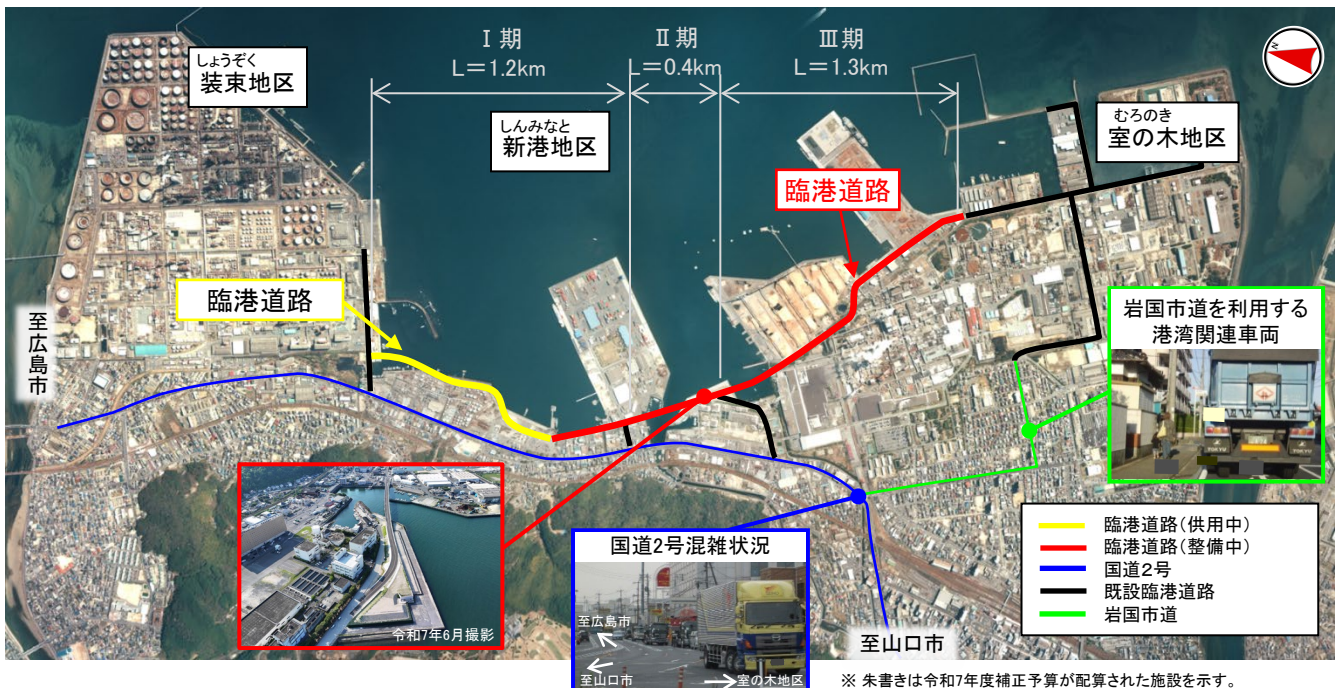 Ⅰ期
L=1.2km
Ⅱ期
L=0.4km
Ⅲ期
L=1.3km
N
しょうぞく
装束地区
しんみなと
新港地区
むろのき
室の木地区
臨港道路
臨港道路
至広島市
岩国市道を利用する
港湾関連車両
令和7年6月撮影
国道2号混雑状況
至広島市
至山口市
室の木地区
至山口市
臨港道路(供用中)
臨港道路(整備中)
国道2号
既設臨港道路
岩国市道
※ 朱書きは令和7年度補正予算が配算された施設を示す。